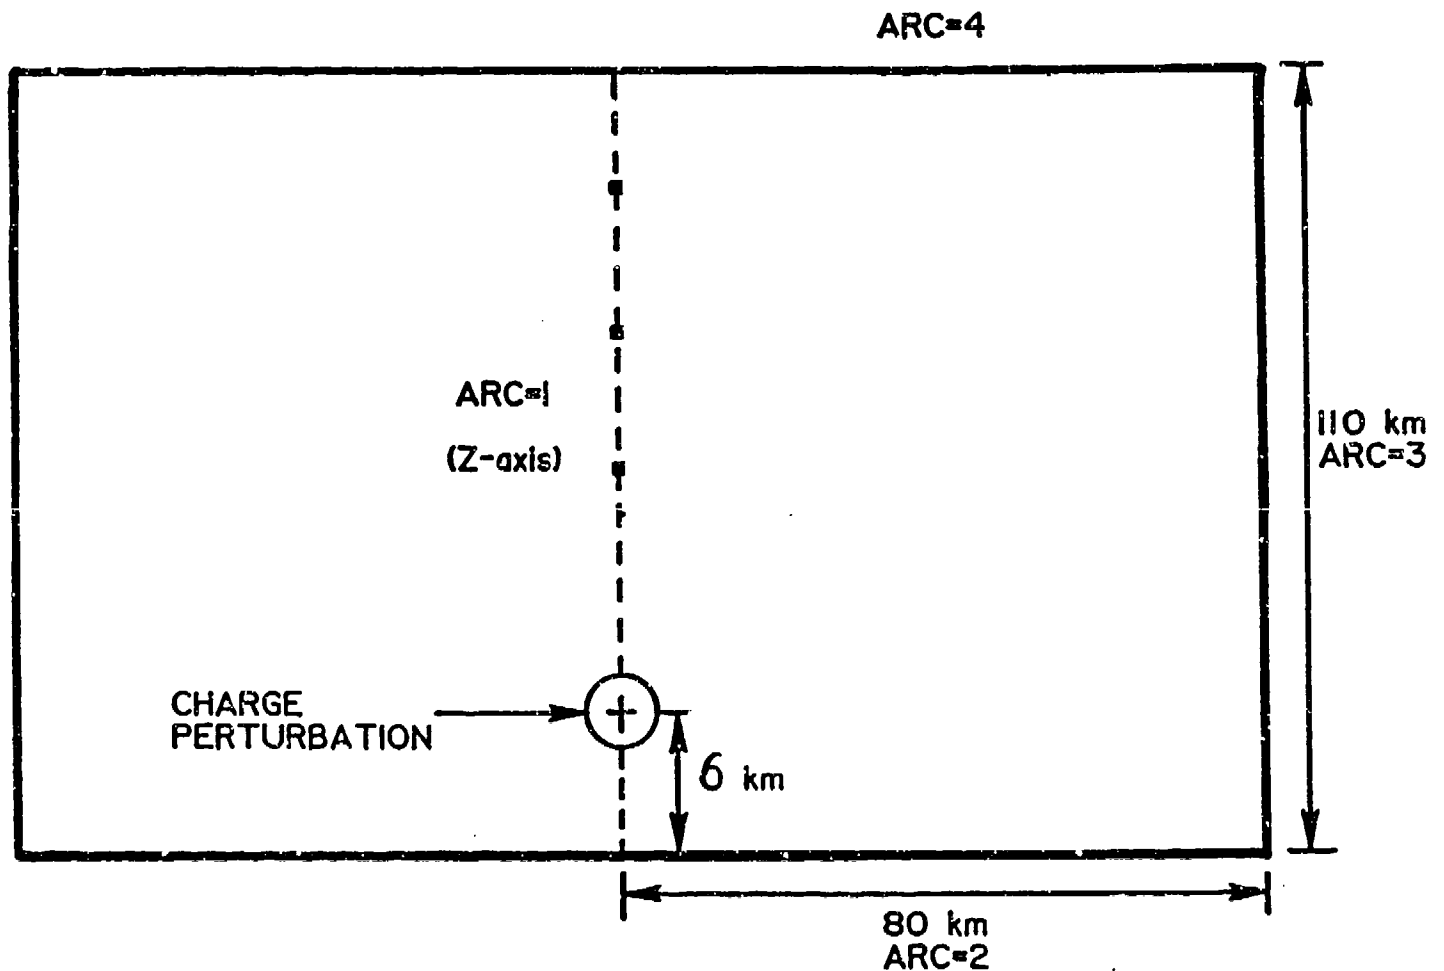 ARC=4
ARC=1
(Z-axis)
110 km
ARC=3
CHARGE
PERTURBATION
6 km
80 km
ARC=2